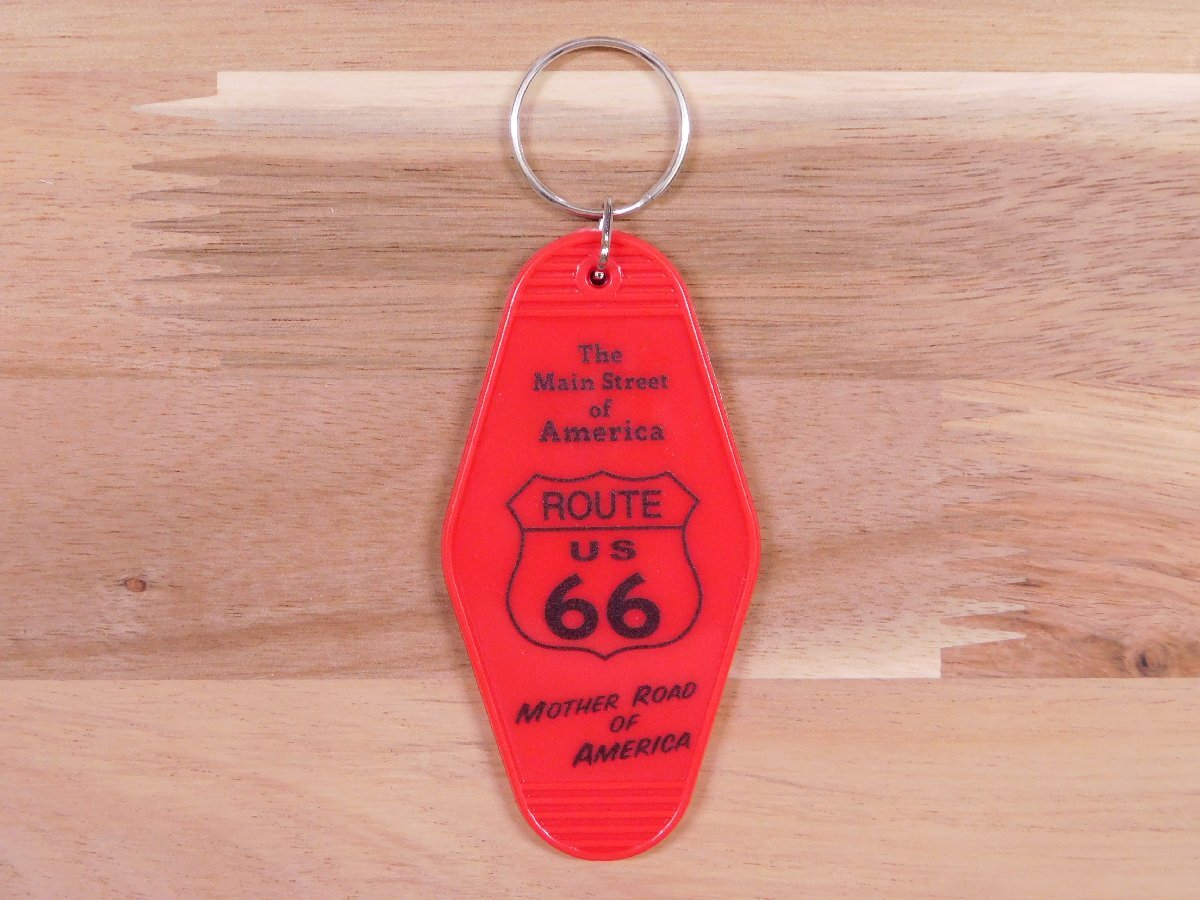 The
Main Street
of
America
ROUTE
US
66
MOTHER ROAD
OF
AMERICA